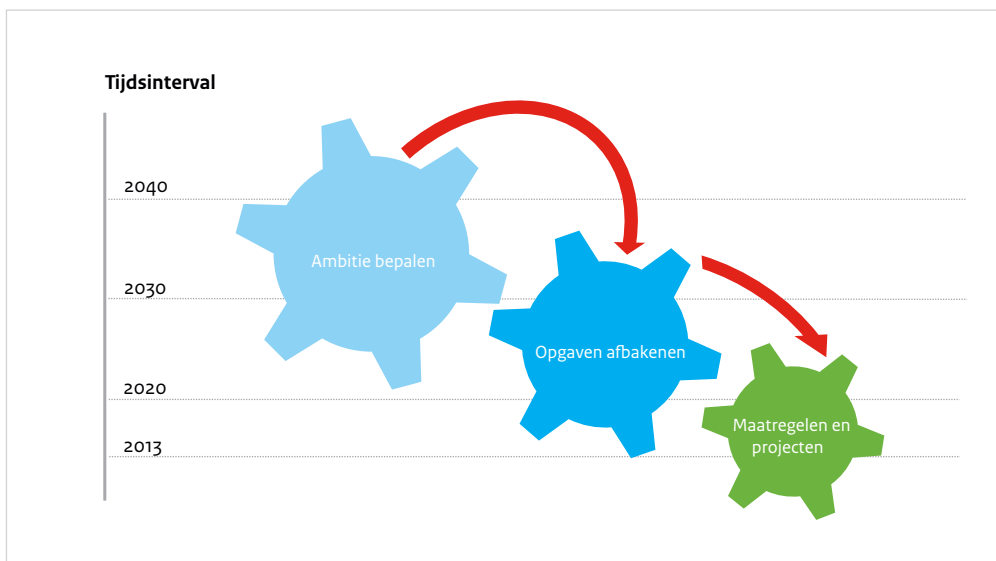 Tijdsinterval
2040
Ambitie bepalen
2030
Opgaven afbakenen
2020
Maatregelen en
projecten
2013